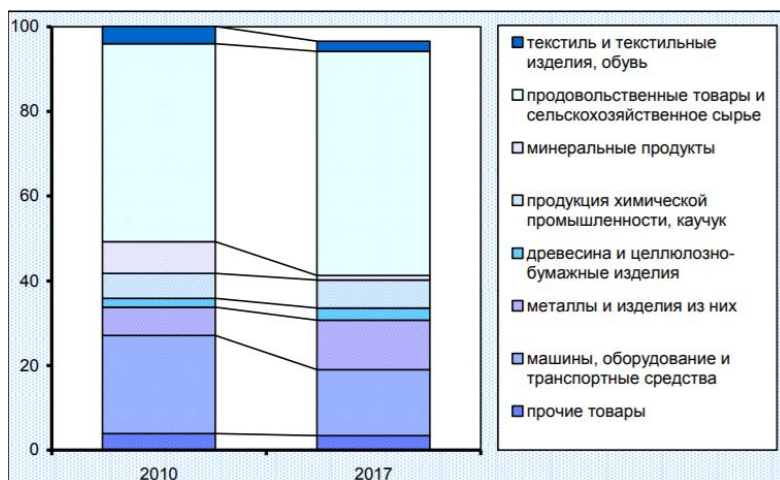 100
80
60
40
20
0
2010
2017
текстиль и текстильные
изделия, обувь
продовольственные товары и
сельскохозяйственное сырье
минеральные продукты
продукция химической
промышленности, каучук
древесина и целлюлозно-
бумажные изделия
металлы и изделия из них
машины, оборудование и
транспортные средства
прочие товары